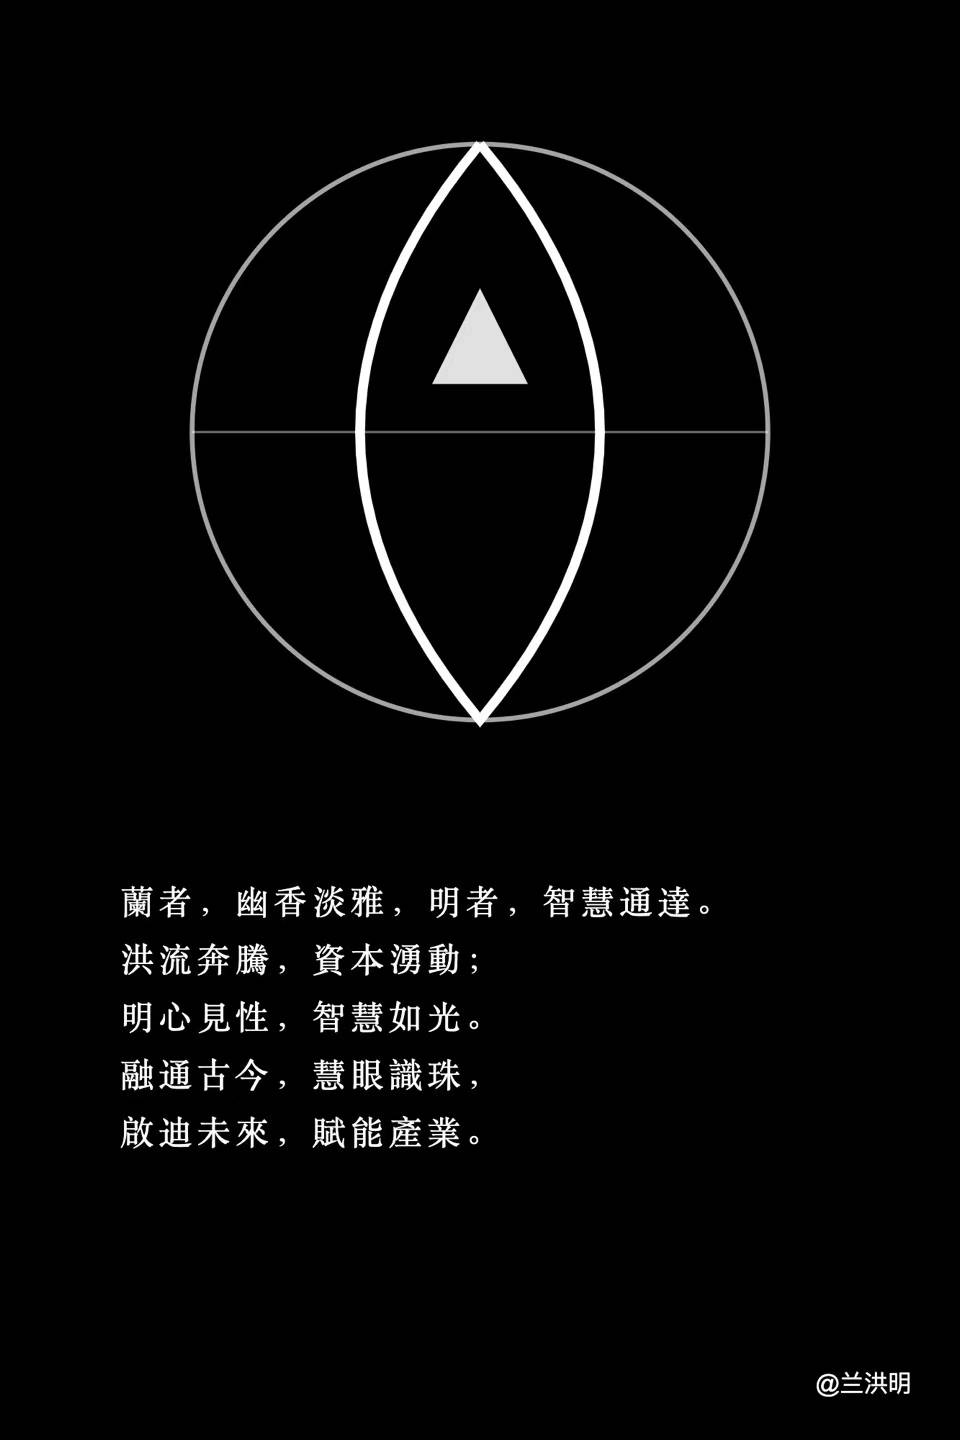 蘭者，幽香淡雅，明者，智慧通達。
洪流奔騰，資本湧動；
明心見性，智慧如光。
融通古今，慧眼識珠，
啟迪未來，賦能產業。
@兰洪明